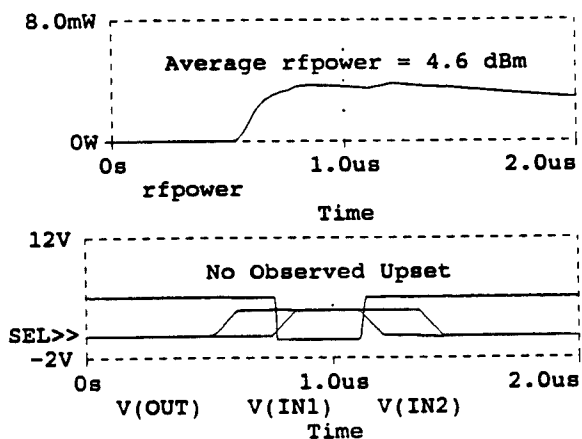 8.0mW
Average rfpower = 4.6 dBm
0W
0s 1.0us 2.0us
rfpower
Time
12V
No Observed Upset
SEL>>
-2V
0s 1.0us 2.0us
V(OUT) V(IN1) V(IN2)
Time